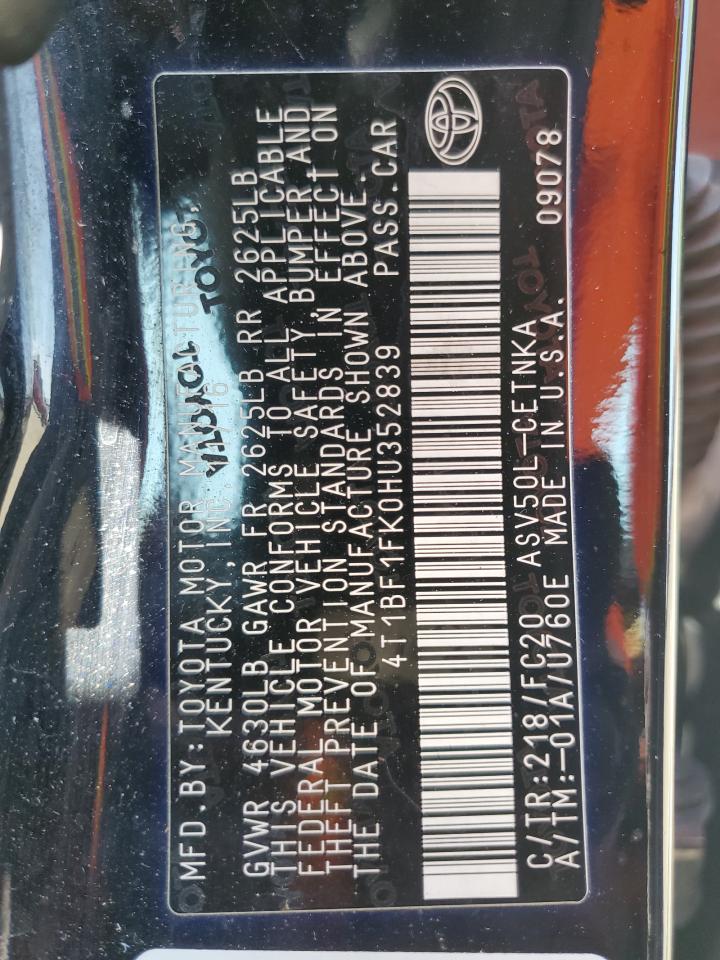 MFD.BY:TOYOTA MOTOR MANUFACTURING,
KENTUCKY, INC. 11/16
GVWR 4630LB GAWR FR 2625LB RR 2625LB
THIS VEHICLE CONFORMS TO ALL APPLICABLE
FEDERAL MOTOR VEHICLE SAFETY, BUMPER, AND
THEFT PREVENTION STANDARDS IN EFFECT ON
THE DATE OF MANUFACTURE SHOWN ABOVE.
4T1BF1FK0HU352839 PASS.CAR
C/TR:218/FC20 ASV50L-CETNKA 09078
A/TM:-01A/U760E MADE IN U.S.A.